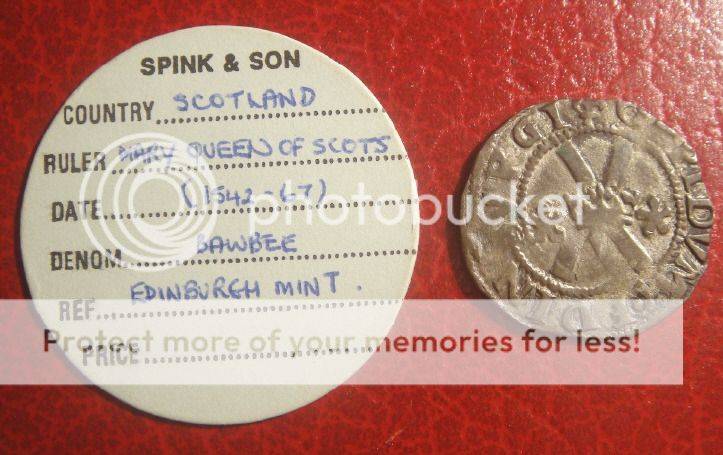 SPINK & SON
COUNTRY SCOTLAND
RULER MARY QUEEN OF SCOTS
DATE (1542-67)
DENOM. BAWBEE
EDINBURGH MINT.
REF.
PRICE
photobucket
Protect more of your memories for less!